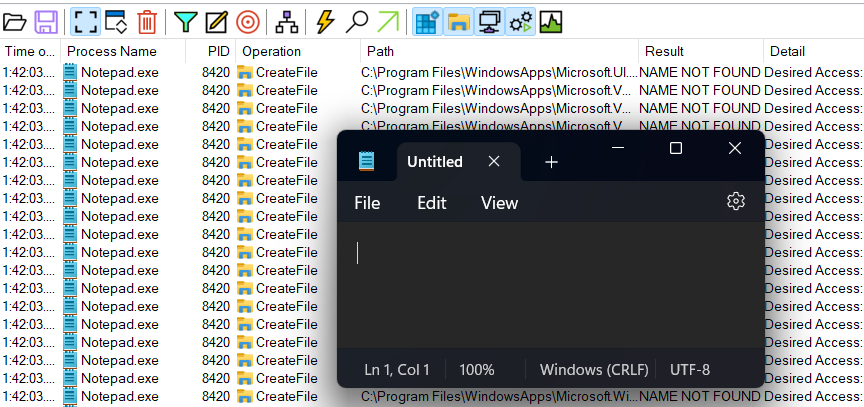 Time o... Process Name PID Operation Path Result Detail
1:42:03.... Notepad.exe 8420 CreateFile C:\Program Files\WindowsApps\Microsoft.UI.... NAME NOT FOUND Desired Access:
1:42:03.... Notepad.exe 8420 CreateFile C:\Program Files\WindowsApps\Microsoft.V... NAME NOT FOUND Desired Access:
1:42:03.... Notepad.exe 8420 CreateFile C:\Program Files\WindowsApps\Microsoft.V... NAME NOT FOUND Desired Access:
1:42:03.... Notepad.exe 8420 CreateFile C:\Program Files\WindowsApps\Microsoft.V... NAME NOT FOUND Desired Access:
1:42:03.... Notepad.exe 8420 CreateFile Desired Access:
1:42:03.... Notepad.exe 8420 CreateFile Desired Access:
1:42:03.... Notepad.exe 8420 CreateFile Desired Access:
1:42:03.... Notepad.exe 8420 CreateFile Desired Access:
1:42:03.... Notepad.exe 8420 CreateFile Desired Access:
1:42:03.... Notepad.exe 8420 CreateFile Desired Access:
1:42:03.... Notepad.exe 8420 CreateFile Desired Access:
1:42:03.... Notepad.exe 8420 CreateFile Desired Access:
1:42:03.... Notepad.exe 8420 CreateFile Desired Access:
1:42:03.... Notepad.exe 8420 CreateFile Desired Access:
1:42:03.... Notepad.exe 8420 CreateFile Desired Access:
1:42:03.... Notepad.exe 8420 CreateFile Desired Access:
1:42:03.... Notepad.exe 8420 CreateFile Desired Access:
1:42:03.... Notepad.exe 8420 CreateFile Desired Access:
1:42:03.... Notepad.exe 8420 CreateFile C:\Program Files\WindowsApps\Microsoft.Wi... NAME NOT FOUND Desired Access:
Untitled
File Edit View
Ln 1, Col 1 100% Windows (CRLF) UTF-8